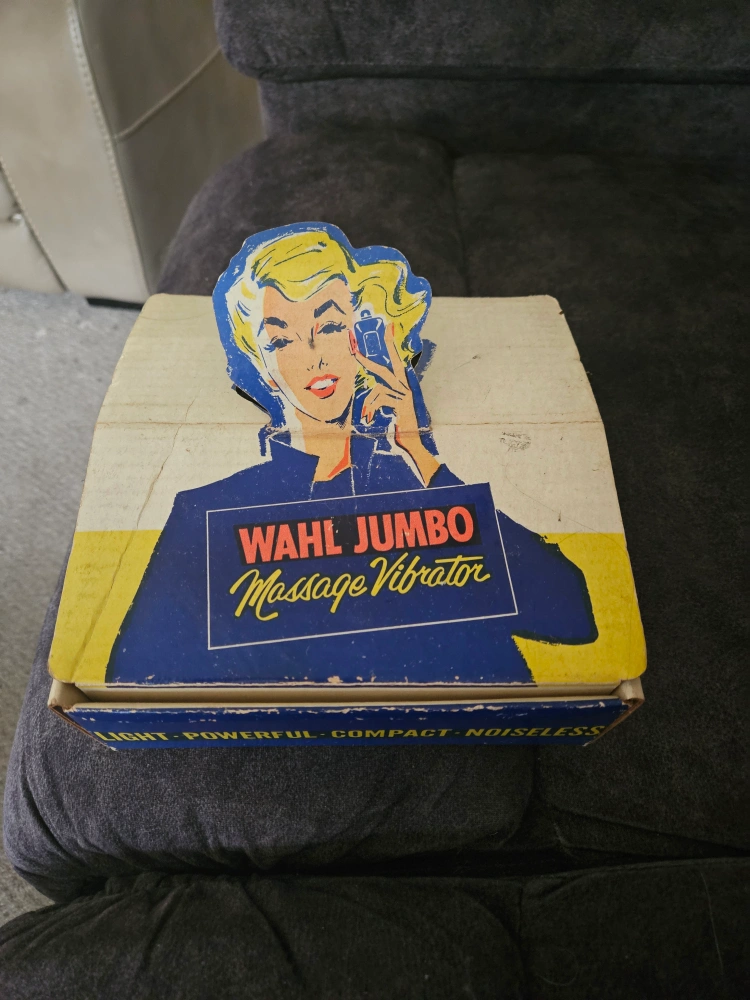 WAHL JUMBO
Massage Vibrator
LIGHT · POWERFUL · COMPACT · NOISELESS